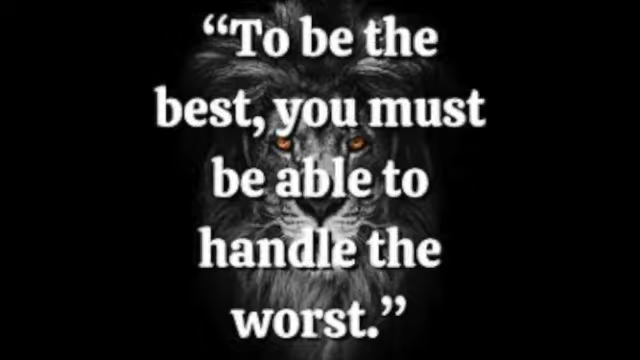 “To be the
best, you must
be able to
handle the
worst.”